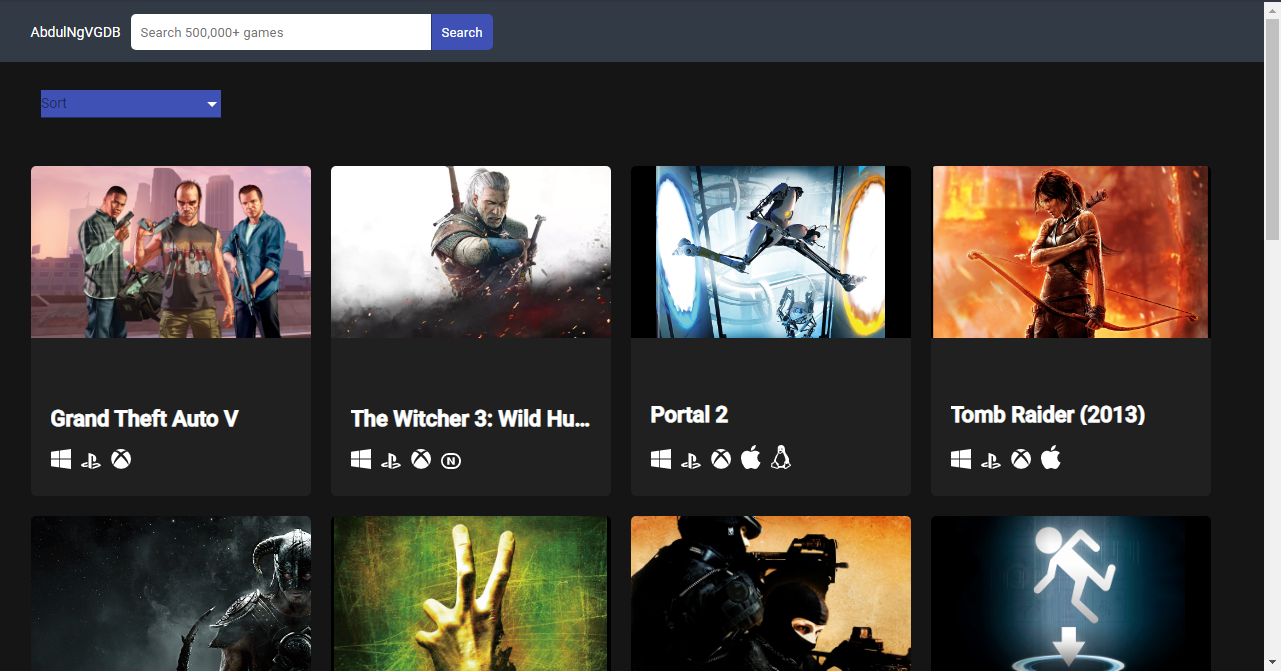 AbdulNgVGDB
Search 500,000+ games
Search
Sort
Grand Theft Auto V
The Witcher 3: Wild Hu...
Portal 2
Tomb Raider (2013)
N